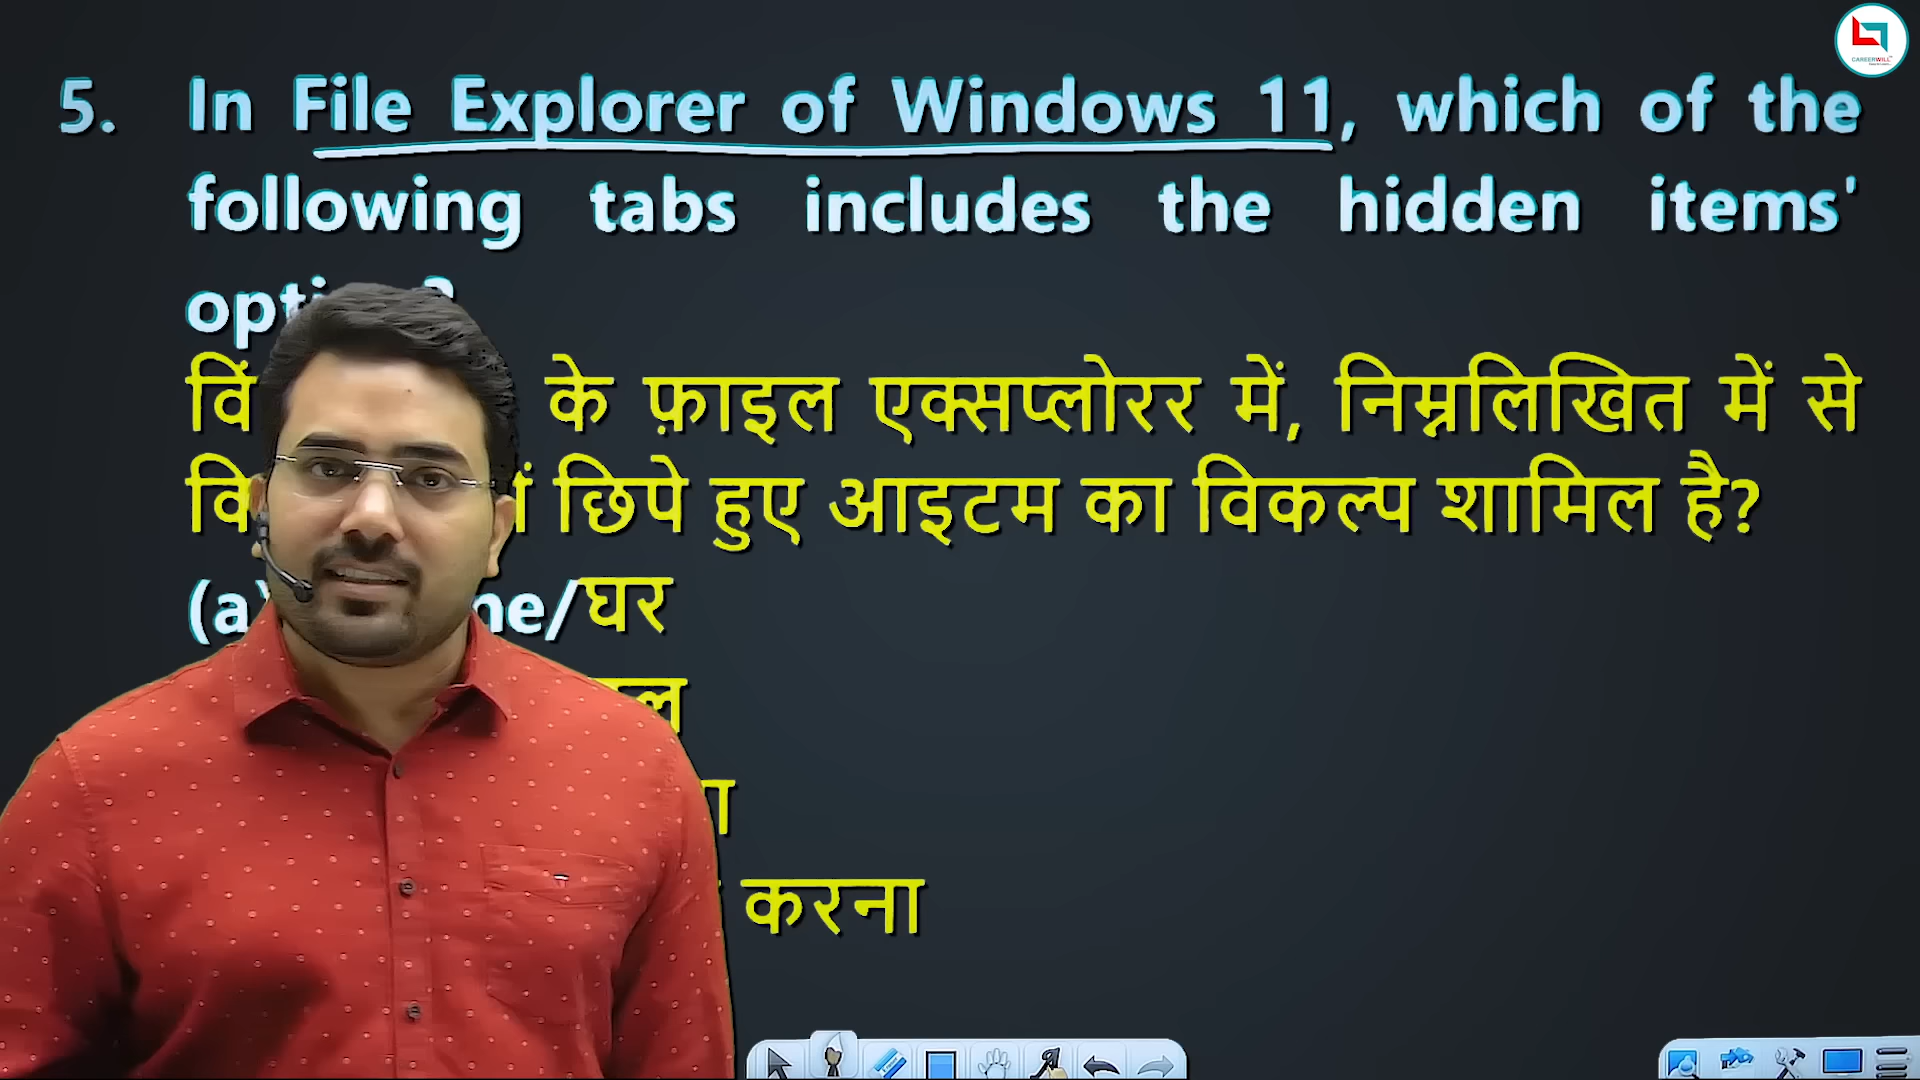 5. In File Explorer of Windows 11, which of the
following tabs includes the hidden items'
के फ़ाइल एक्सप्लोरर में, निम्नलिखित में से
छिपे हुए आइटम का विकल्प शामिल है?
घर
करना
CAREERWILL